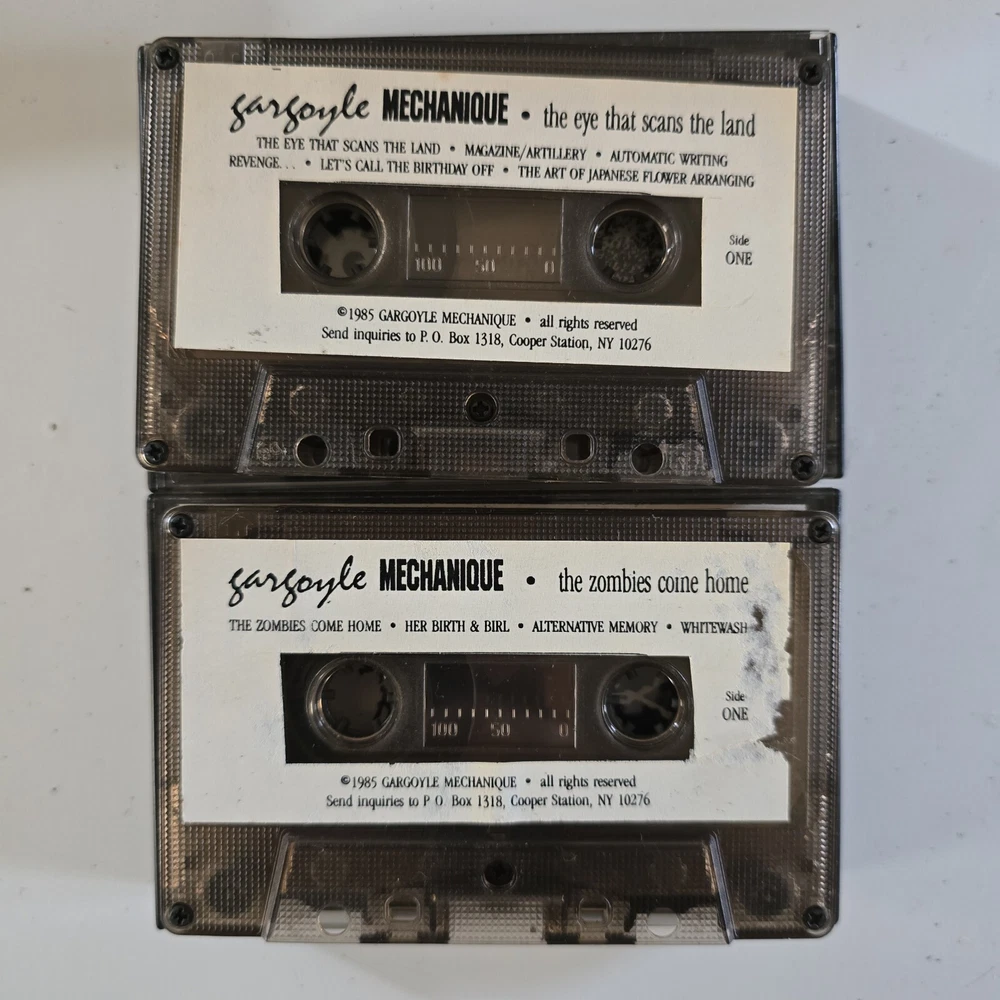 gargoyle MECHANIQUE • the eye that scans the land
THE EYE THAT SCANS THE LAND • MAGAZINE/ARTILLERY • AUTOMATIC WRITING
REVENGE... • LET'S CALL THE BIRTHDAY OFF • THE ART OF JAPANESE FLOWER ARRANGING
Side
ONE
100 50 0
©1985 GARGOYLE MECHANIQUE • all rights reserved
Send inquiries to P. O. Box 1318, Cooper Station, NY 10276
gargoyle MECHANIQUE • the zombies come home
THE ZOMBIES COME HOME • HER BIRTH & BIRL • ALTERNATIVE MEMORY • WHITEWASH
Side
ONE
100 50 0
©1985 GARGOYLE MECHANIQUE • all rights reserved
Send inquiries to P O. Box 1318, Cooper Station, NY 10276